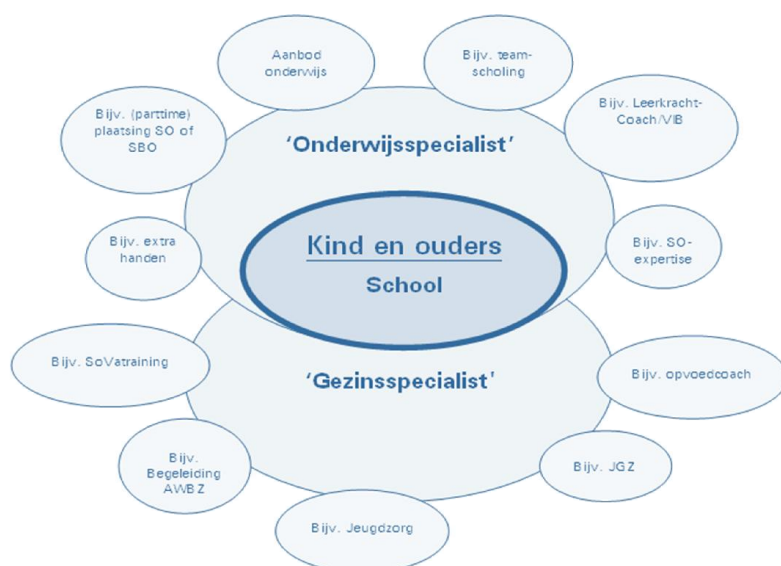 Aanbod
onderwijs
Bijv. team-
scholing
Bijv. (parttime)
plaatsing SO of
SBO
Bijv. Leerkracht-
Coach/VIB
'Onderwijsspecialist'
Bijv. extra
handen
Kind en ouders
School
Bijv. SO-
expertise
Bijv. SoVatraining
'Gezinsspecialist'
Bijv. opvoedcoach
Bijv.
Begeleiding
AWBZ
Bijv. JGZ
Bijv. Jeugdzorg